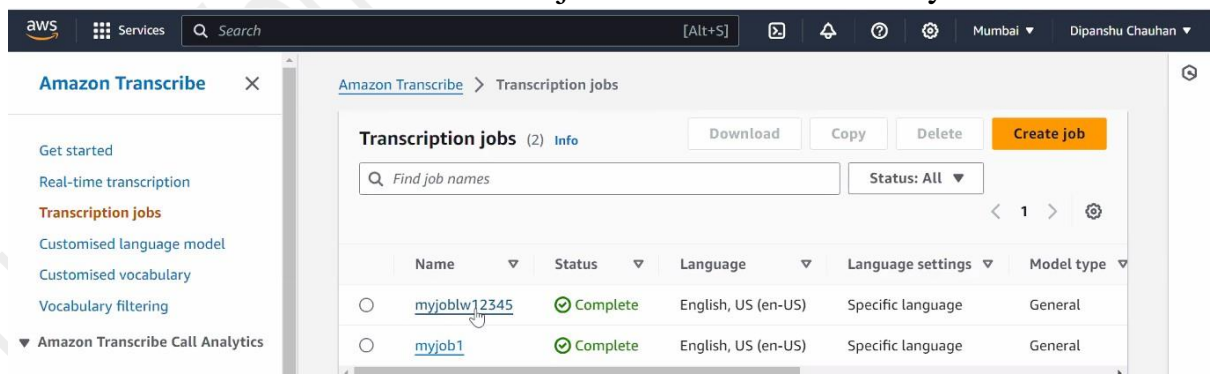 aws Services Search [Alt+S] Mumbai ▼ Dipanshu Chauhan ▼
Amazon Transcribe
Get started
Real-time transcription
Transcription jobs
Customised language model
Customised vocabulary
Vocabulary filtering
▼ Amazon Transcribe Call Analytics
Amazon Transcribe > Transcription jobs
Transcription jobs (2) Info Download Copy Delete Create job
Find job names Status: All ▼
< 1 >
Name Status Language Language settings Model type
myjoblw12345 Complete English, US (en-US) Specific language General
myjob1 Complete English, US (en-US) Specific language General